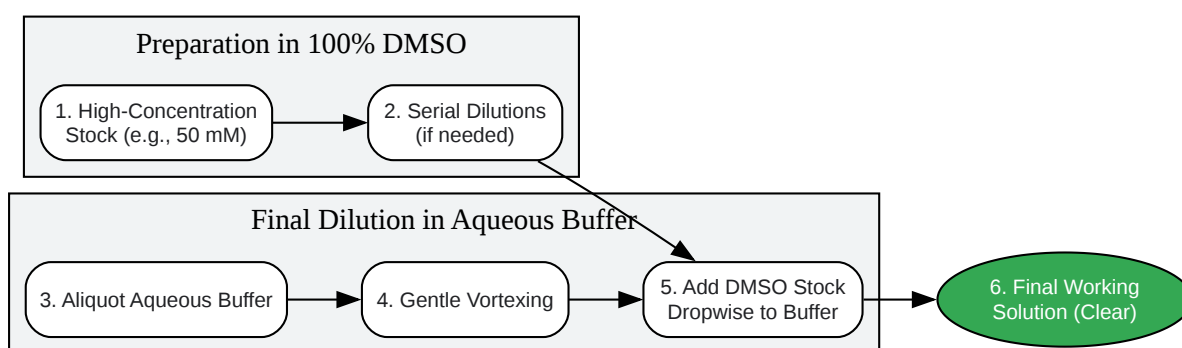 Preparation in 100% DMSO
1. High-Concentration
Stock (e.g., 50 mM)
2. Serial Dilutions
(if needed)
Final Dilution in Aqueous Buffer
3. Aliquot Aqueous Buffer
4. Gentle Vortexing
5. Add DMSO Stock
Dropwise to Buffer
6. Final Working
Solution (Clear)